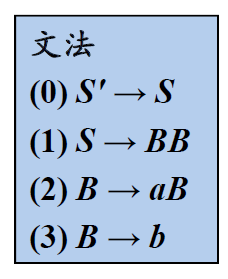 文法
(0) S′ → S
(1) S → BB
(2) B → aB
(3) B → b